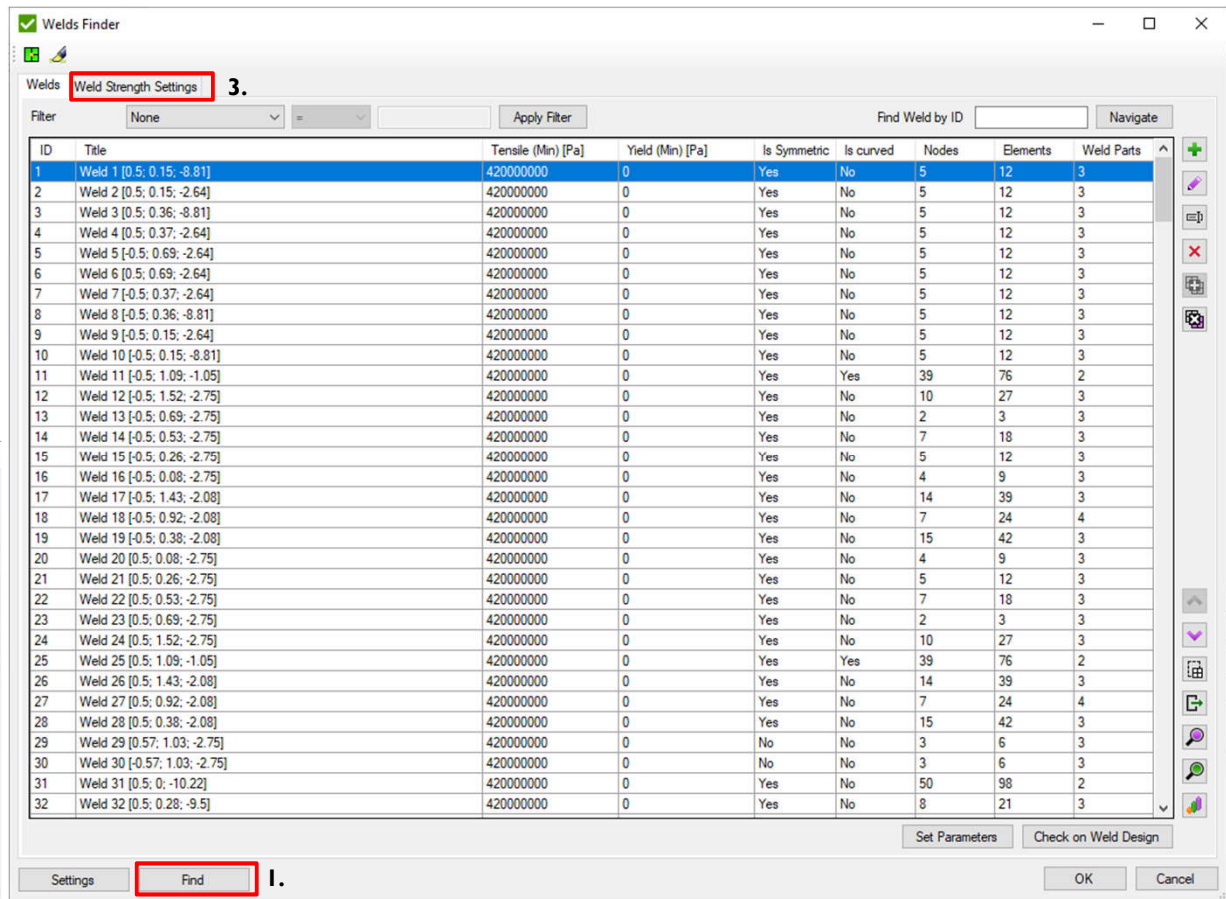 Welds Finder
Welds Weld Strength Settings 3.
Filter None = Apply Filter Find Weld by ID Navigate
ID Title Tensile (Min) [Pa] Yield (Min) [Pa] Is Symmetric Is curved Nodes Elements Weld Parts
1 Weld 1 [0.5; 0.15; -8.81] 420000000 0 Yes No 5 12 3
2 Weld 2 [0.5; 0.15; -2.64] 420000000 0 Yes No 5 12 3
3 Weld 3 [0.5; 0.36; -8.81] 420000000 0 Yes No 5 12 3
4 Weld 4 [0.5; 0.37; -2.64] 420000000 0 Yes No 5 12 3
5 Weld 5 [-0.5; 0.69; -2.64] 420000000 0 Yes No 5 12 3
6 Weld 6 [0.5; 0.69; -2.64] 420000000 0 Yes No 5 12 3
7 Weld 7 [-0.5; 0.37; -2.64] 420000000 0 Yes No 5 12 3
8 Weld 8 [-0.5; 0.36; -8.81] 420000000 0 Yes No 5 12 3
9 Weld 9 [-0.5; 0.15; -2.64] 420000000 0 Yes No 5 12 3
10 Weld 10 [-0.5; 0.15; -8.81] 420000000 0 Yes No 5 12 3
11 Weld 11 [-0.5; 1.09; -1.05] 420000000 0 Yes Yes 39 76 2
12 Weld 12 [-0.5; 1.52; -2.75] 420000000 0 Yes No 10 27 3
13 Weld 13 [-0.5; 0.69; -2.75] 420000000 0 Yes No 2 3 3
14 Weld 14 [-0.5; 0.53; -2.75] 420000000 0 Yes No 7 18 3
15 Weld 15 [-0.5; 0.26; -2.75] 420000000 0 Yes No 5 12 3
16 Weld 16 [-0.5; 0.08; -2.75] 420000000 0 Yes No 4 9 3
17 Weld 17 [-0.5; 1.43; -2.08] 420000000 0 Yes No 14 39 3
18 Weld 18 [-0.5; 0.92; -2.08] 420000000 0 Yes No 7 24 4
19 Weld 19 [-0.5; 0.38; -2.08] 420000000 0 Yes No 15 42 3
20 Weld 20 [0.5; 0.08; -2.75] 420000000 0 Yes No 4 9 3
21 Weld 21 [0.5; 0.26; -2.75] 420000000 0 Yes No 5 12 3
22 Weld 22 [0.5; 0.53; -2.75] 420000000 0 Yes No 7 18 3
23 Weld 23 [0.5; 0.69; -2.75] 420000000 0 Yes No 2 3 3
24 Weld 24 [0.5; 1.52; -2.75] 420000000 0 Yes No 10 27 3
25 Weld 25 [0.5; 1.09; -1.05] 420000000 0 Yes Yes 39 76 2
26 Weld 26 [0.5; 1.43; -2.08] 420000000 0 Yes No 14 39 3
27 Weld 27 [0.5; 0.92; -2.08] 420000000 0 Yes No 7 24 4
28 Weld 28 [0.5; 0.38; -2.08] 420000000 0 Yes No 15 42 3
29 Weld 29 [0.57; 1.03; -2.75] 420000000 0 No No 3 6 3
30 Weld 30 [-0.57; 1.03; -2.75] 420000000 0 No No 3 6 3
31 Weld 31 [0.5; 0; -10.22] 420000000 0 Yes No 50 98 2
32 Weld 32 [0.5; 0.28; -9.5] 420000000 0 Yes No 8 21 3
Set Parameters Check on Weld Design
Settings Find 1. OK Cancel